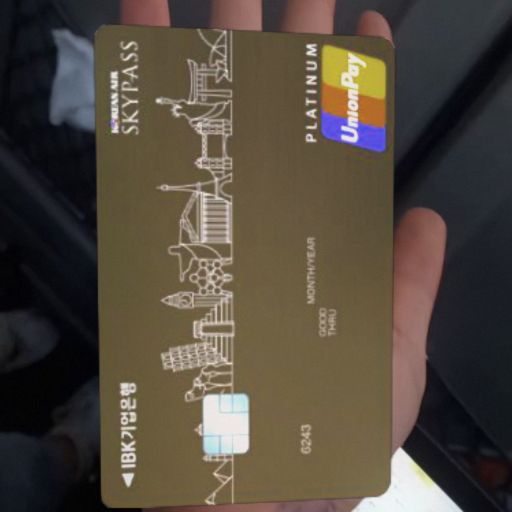 IBK기업은행
KOREAN AIR
SKYPASS
6243
GOOD
THRU
MONTH/YEAR
PLATINUM
UnionPay